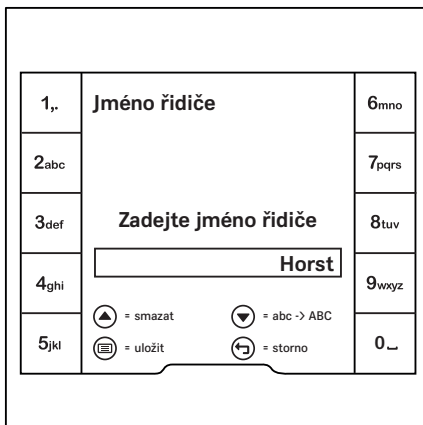 1,.
2abc
3def
4ghi
5jkl
Jméno řidiče
Zadejte jméno řidiče
Horst
= smazat
= abc -> ABC
= uložit
= storno
6mno
7pqrs
8tuv
9wxyz
0⎵